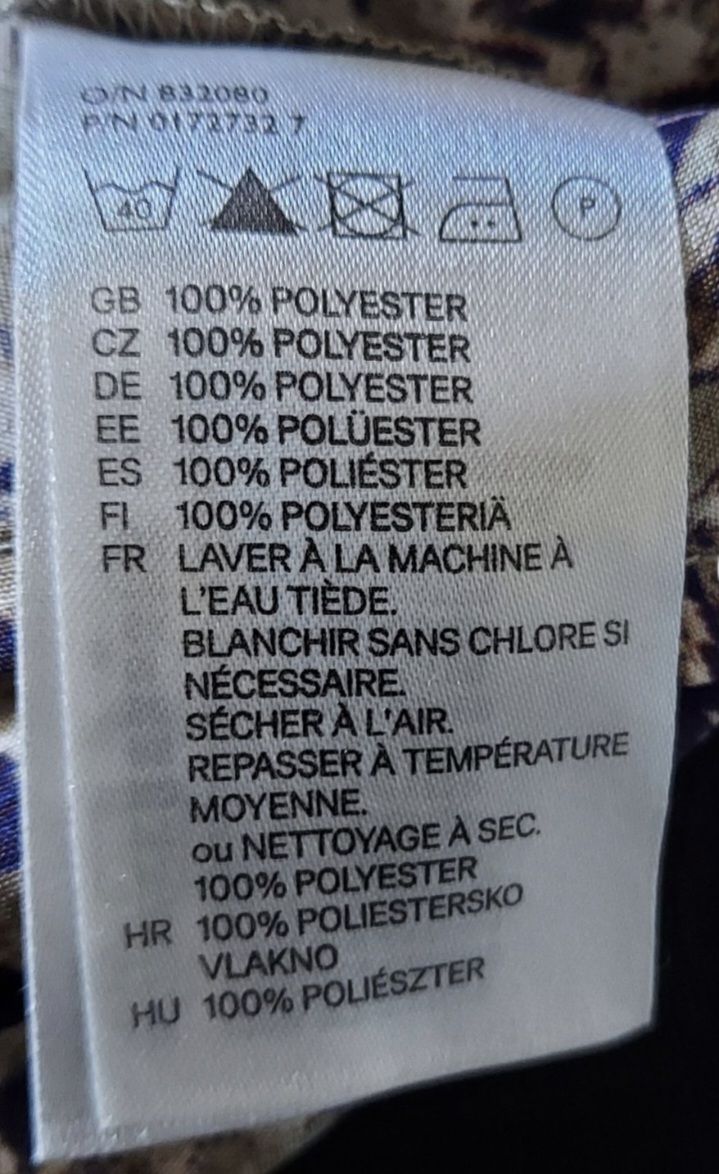 O/N 832080
P/N 0172732 7
40 P
GB 100% POLYESTER
CZ 100% POLYESTER
DE 100% POLYESTER
EE 100% POLÜESTER
ES 100% POLIÉSTER
FI 100% POLYESTERIÄ
FR LAVER À LA MACHINE À
L'EAU TIÈDE.
BLANCHIR SANS CHLORE SI
NÉCESSAIRE.
SÉCHER À L'AIR.
REPASSER À TEMPÉRATURE
MOYENNE.
ou NETTOYAGE À SEC.
100% POLYESTER
HR 100% POLIESTERSKO
VLAKNO
HU 100% POLIÉSZTER